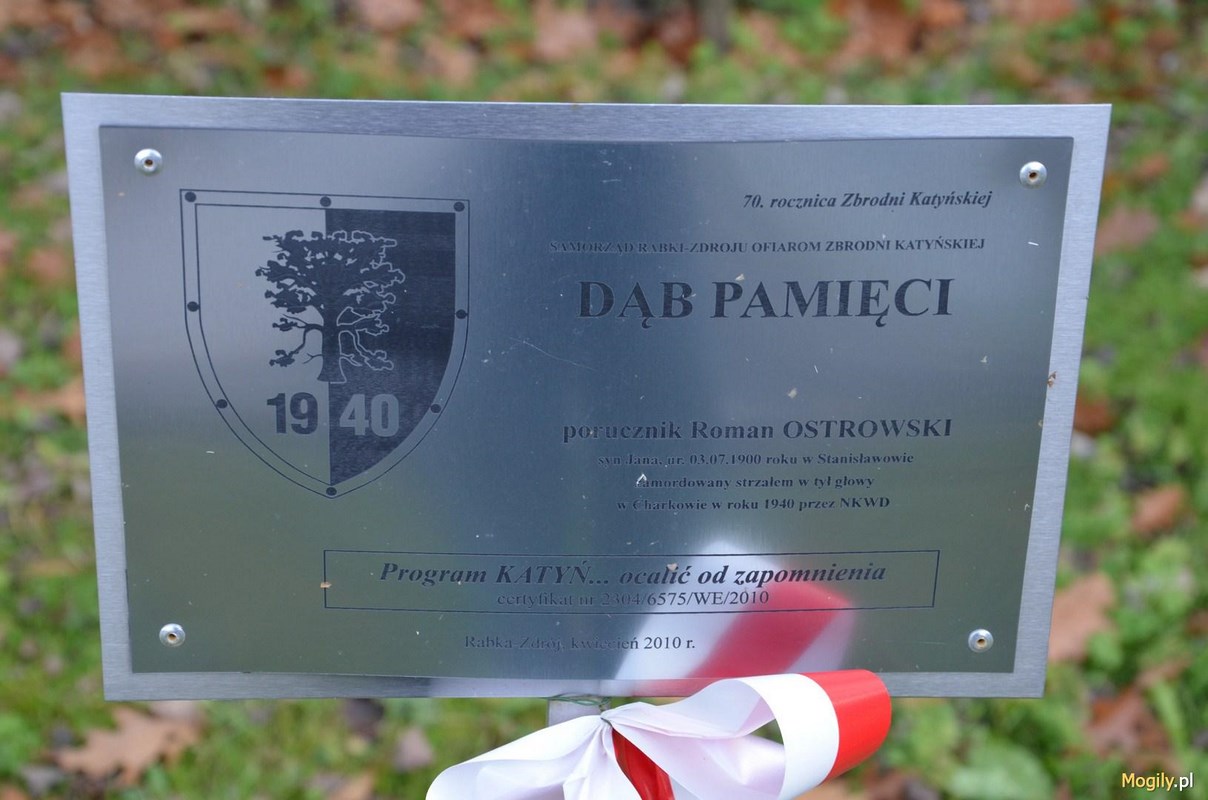 70. rocznica Zbrodni Katyńskiej
SAMORZĄD RABKI-ZDROJU OFIAROM ZBRODNI KATYŃSKIEJ
DĄB PAMIĘCI
19 40
porucznik Roman OSTROWSKI
syn Jana, ur. 03.07.1900 roku w Stanisławowie
zamordowany strzałem w tył głowy
w Charkowie w roku 1940 przez NKWD
Program KATYŃ... ocalić od zapomnienia
certyfikat nr 2304/6575/WE/2010
Rabka-Zdrój, kwiecień 2010 r.
Mogily.pl